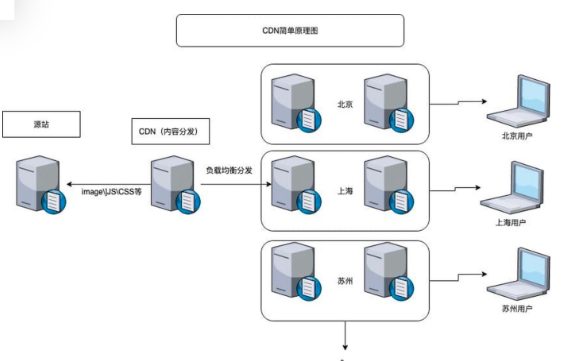 CDN简单原理图
源站
CDN（内容分发）
image\JS\CSS等
负载均衡分发
北京
北京用户
上海
上海用户
苏州
苏州用户